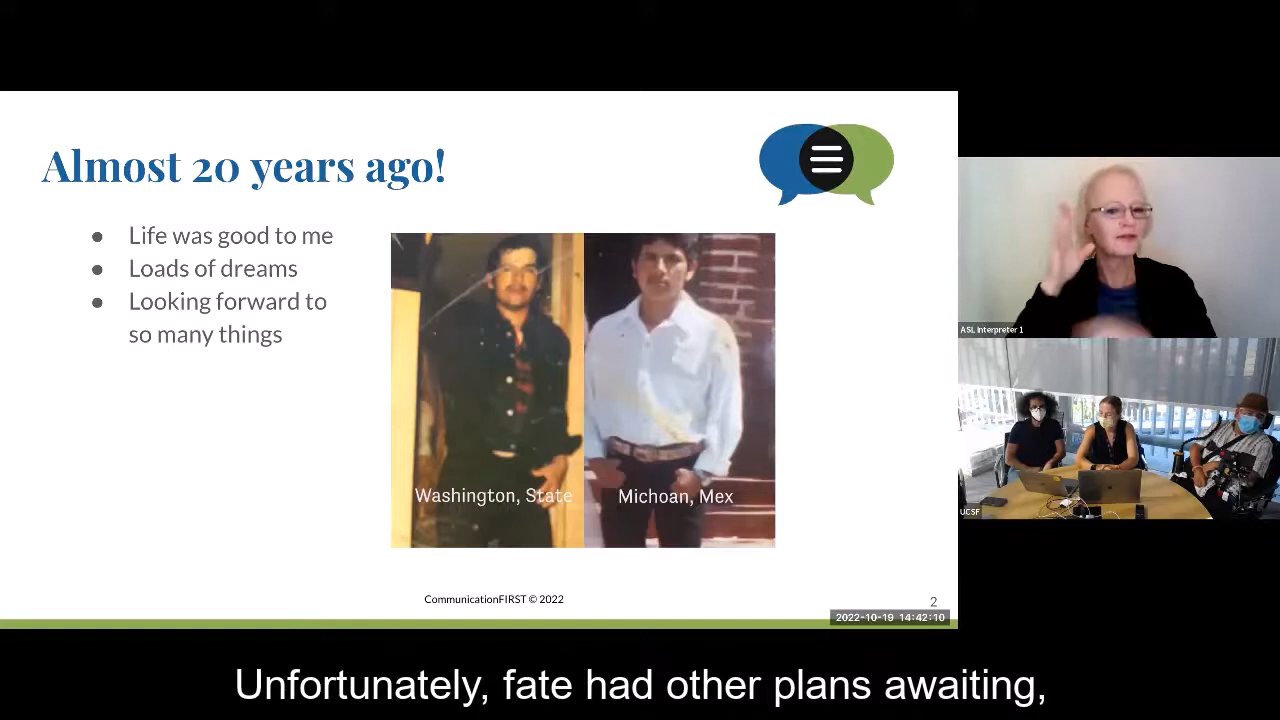 Almost 20 years ago!
● Life was good to me
● Loads of dreams
● Looking forward to
so many things
Washington, State
Michoan, Mex
CommunicationFIRST © 2022
2
2022-10-19 14:42:10
ASL Interpreter 1
UCSF
Unfortunately, fate had other plans awaiting,